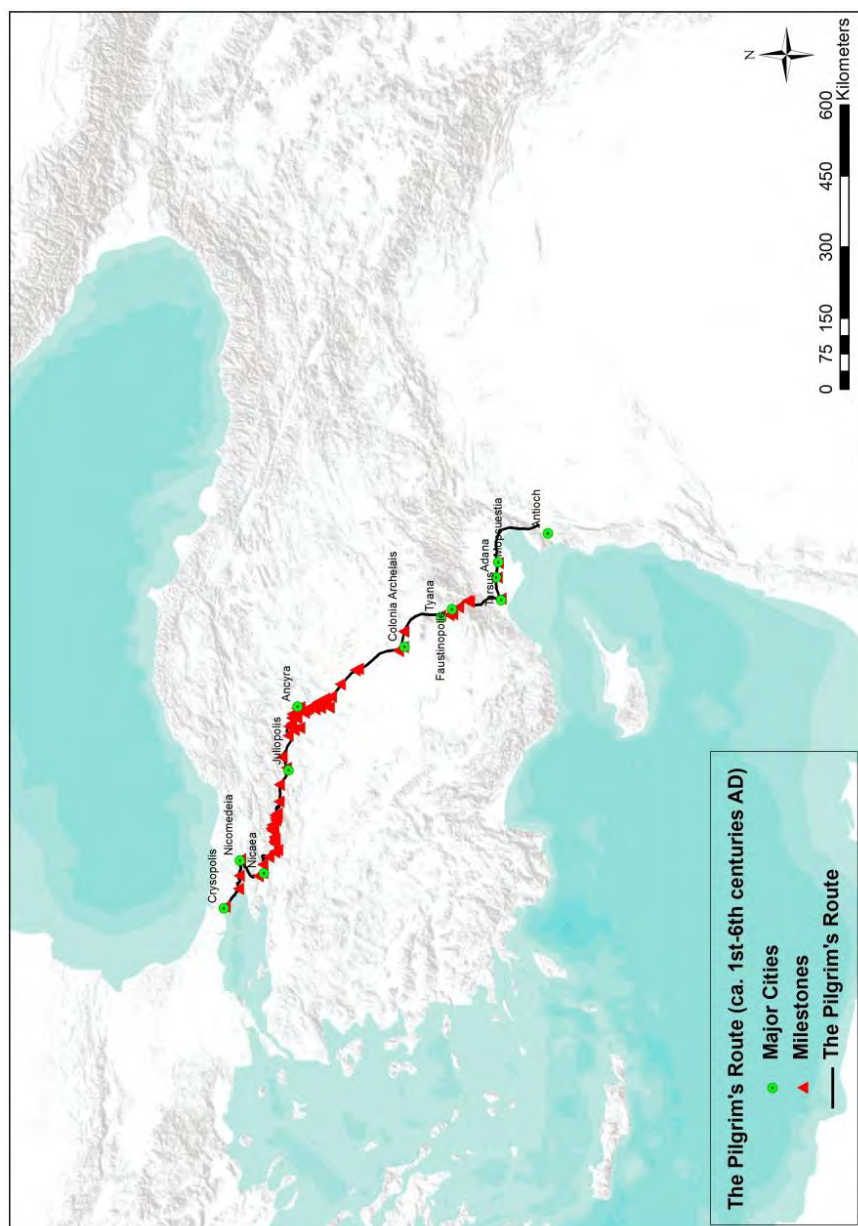 Crysopolis
Nicomedeia
Nicaea
Juliopolis
Ancyra
Colonia Archelais
Tyana
Faustinopolis
Tarsus
Adana
Mopsuestia
Antioch
N
0 75 150 300 450 600
Kilometers
The Pilgrim's Route (ca. 1st-6th centuries AD)
Major Cities
Milestones
The Pilgrim's Route